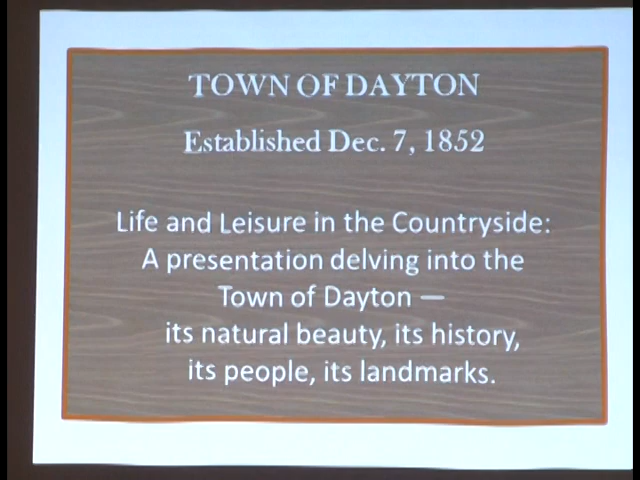 TOWN OF DAYTON
Established Dec. 7, 1852
Life and Leisure in the Countryside:
A presentation delving into the
Town of Dayton —
its natural beauty, its history,
its people, its landmarks.